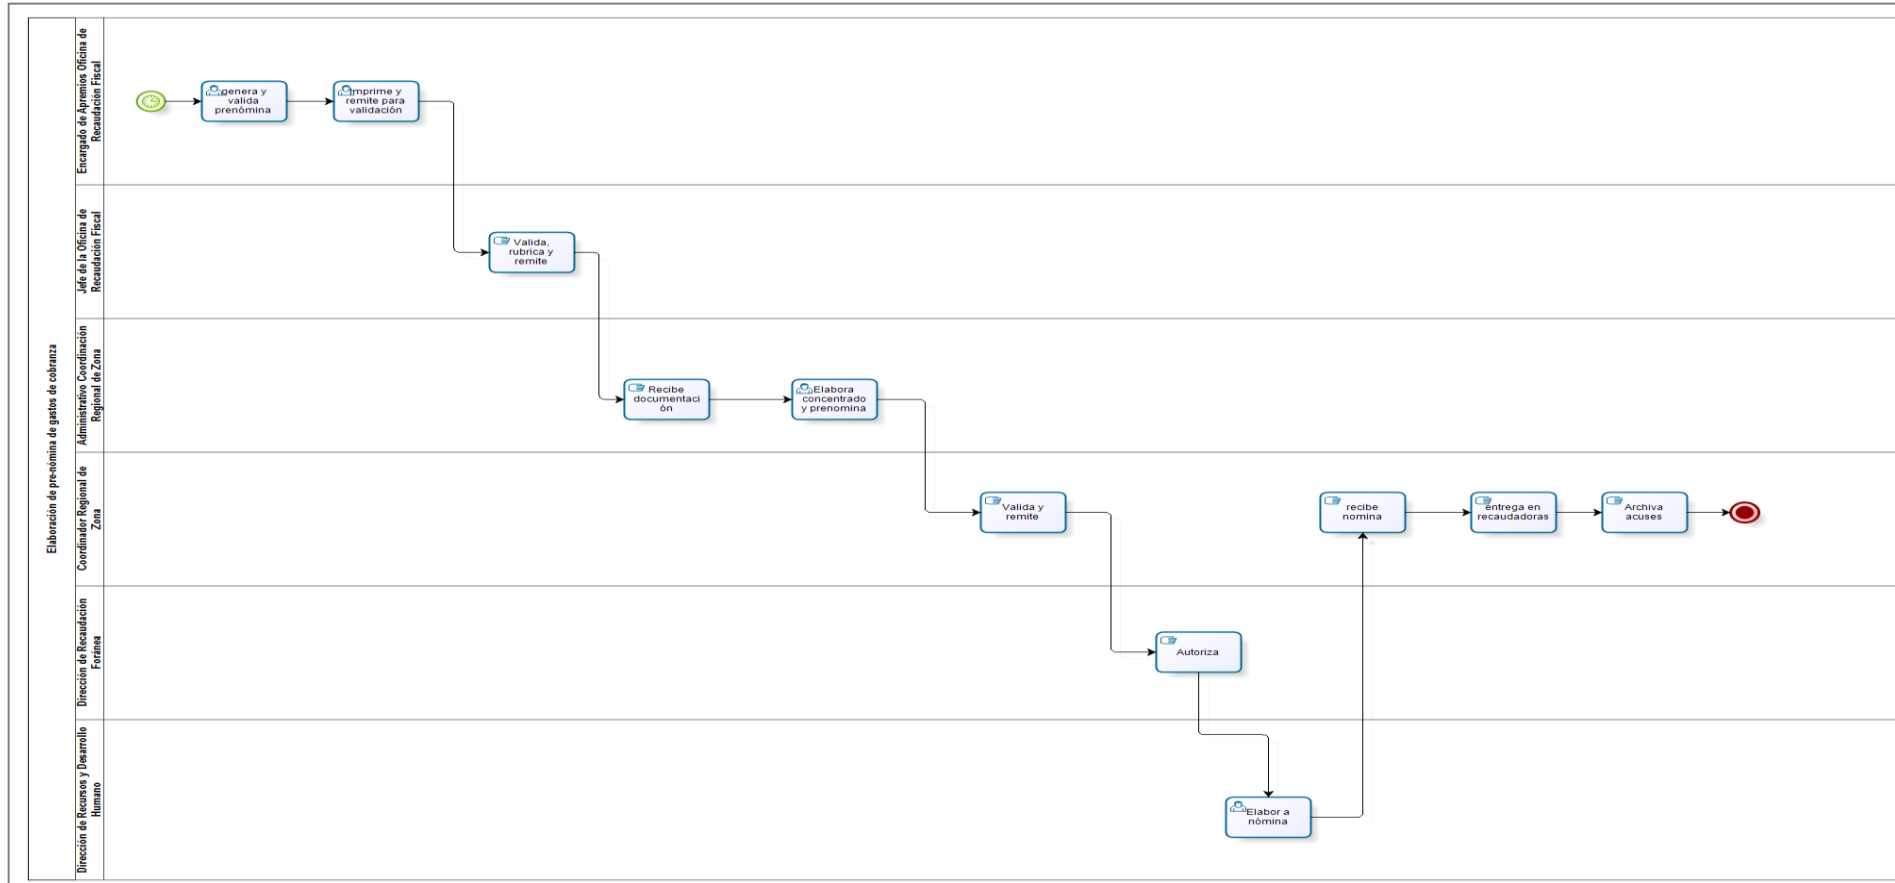 Elaboración de pre-nómina de gastos de cobranza
Encargado de Apremios Oficina de
Recaudación Fiscal
genera y
valida
prenómina
Imprime y
remite para
validación
Jefe de la Oficina de
Recaudación Fiscal
Valida,
rubrica y
remite
Administrativo Coordinación
Regional de Zona
Recibe
documentaci
ón
Elabora
concentrado
y prenomina
Coordinador Regional de
Zona
Valida y
remite
recibe
nomina
entrega en
recaudadoras
Archiva
acuses
Dirección de Recaudación
Foránea
Autoriza
Dirección de Recursos y Desarrollo
Humano
Elabor a
nómina